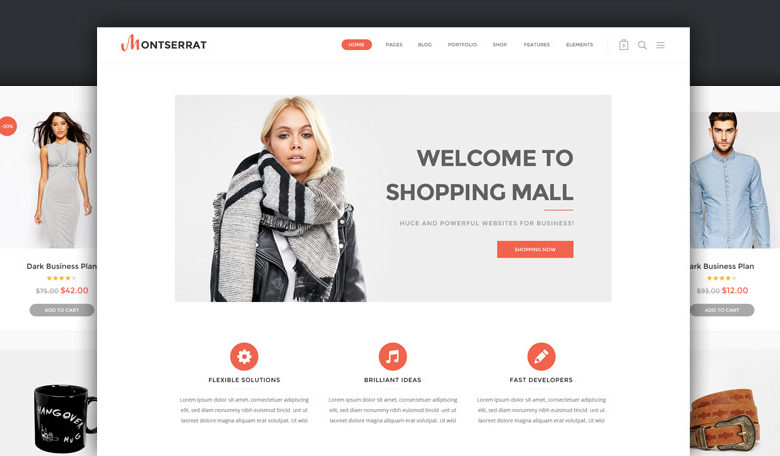 MONTSERRAT
HOME PAGES BLOG PORTFOLIO SHOP FEATURES ELEMENTS
-30%
WELCOME TO
SHOPPING MALL
HUGE AND POWERFUL WEBSITES FOR BUSINESS!
SHOPPING NOW
Dark Business Plan
$75.00 $42.00
ADD TO CART
ark Business Plan
$93.00 $12.00
ADD TO CART
HANGOVER
MUG
FLEXIBLE SOLUTIONS
Lorem ipsum dolor sit amet, consectetuer adipiscing
elit, sed diam nonummy nibh euismod tincid unt ut
laoreet dolore magna aliquam erat volutpat. Ut wisi
BRILLIANT IDEAS
Lorem ipsum dolor sit amet, consectetuer adipiscing
elit, sed diam nonummy nibh euismod tincid unt ut
laoreet dolore magna aliquam erat volutpat. Ut wisi
FAST DEVELOPERS
Lorem ipsum dolor sit amet, consectetuer adipiscing
elit, sed diam nonummy nibh euismod tincid unt ut
laoreet dolore magna aliquam erat volutpat. Ut wisi